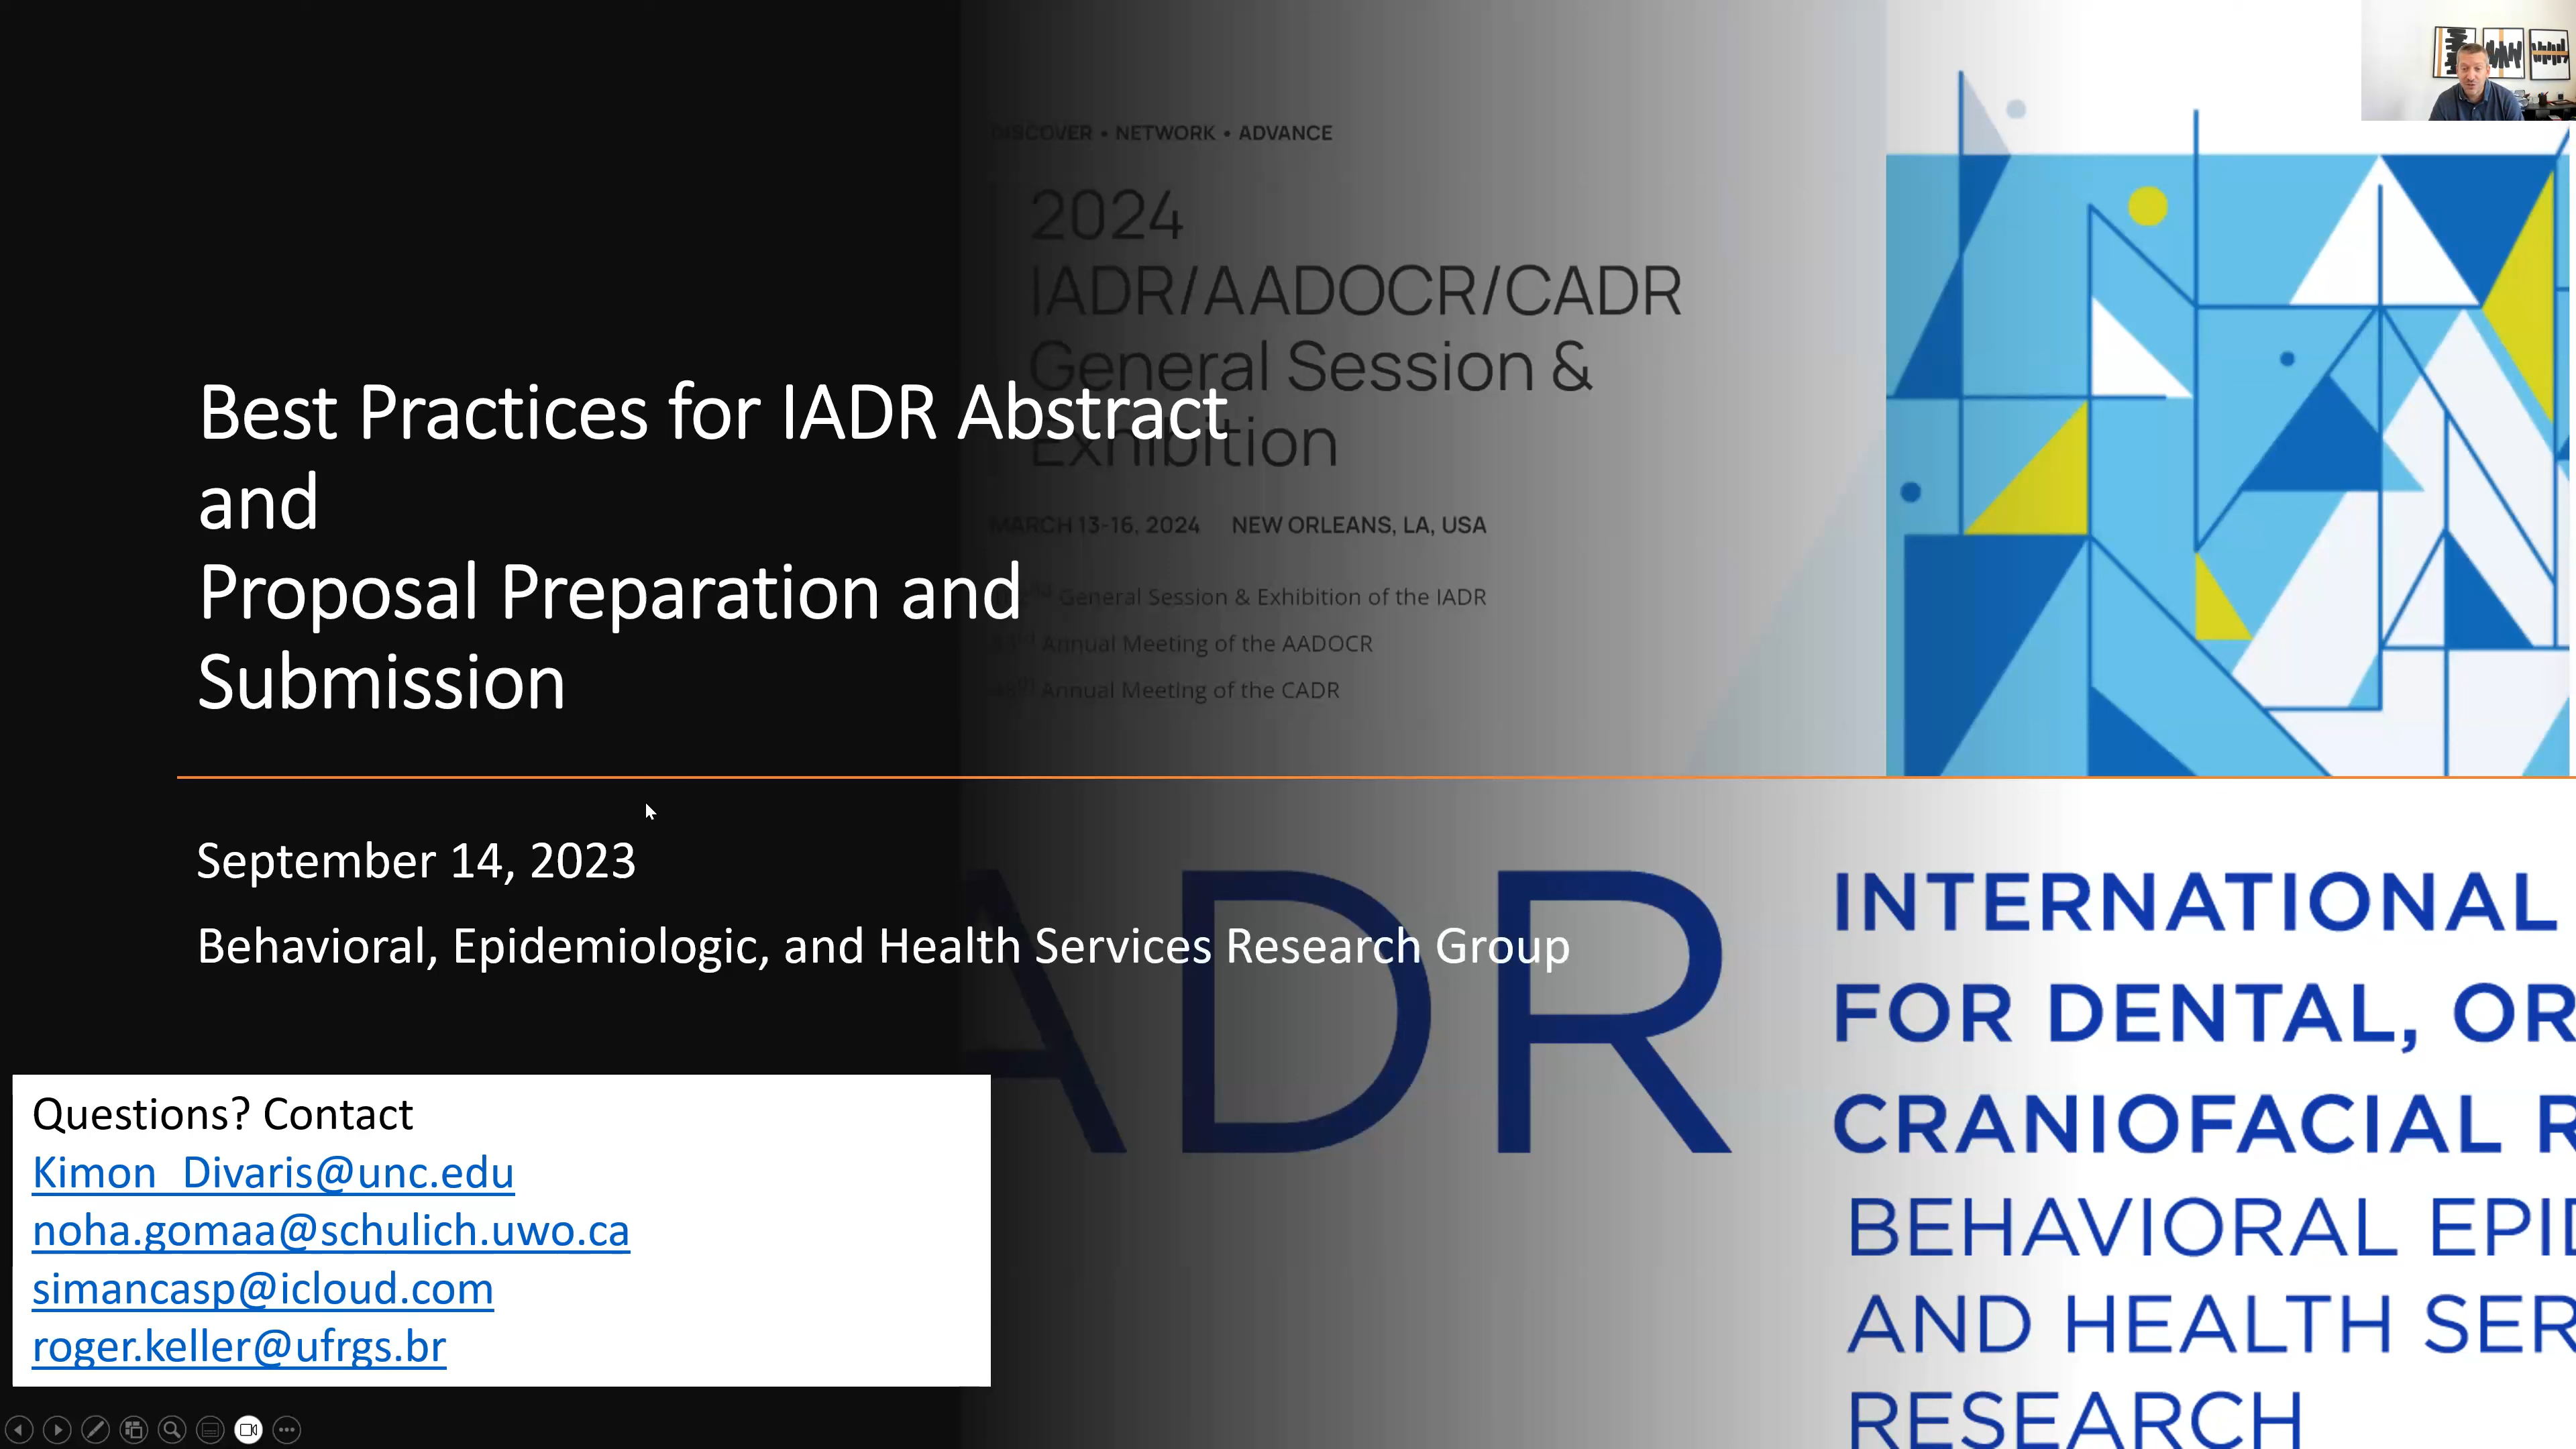 DISCOVER • NETWORK • ADVANCE
2024
IADR/AADOCR/CADR
General Session &
Exhibition
MARCH 13-16, 2024 NEW ORLEANS, LA, USA
General Session & Exhibition of the IADR
Annual Meeting of the AADOCR
Annual Meeting of the CADR
Best Practices for IADR Abstract
and
Proposal Preparation and
Submission
September 14, 2023
Behavioral, Epidemiologic, and Health Services Research Group
ADR
INTERNATIONAL
FOR DENTAL, OR
CRANIOFACIAL R
BEHAVIORAL EPID
AND HEALTH SER
RESEARCH
Questions? Contact
Kimon_Divaris@unc.edu
noha.gomaa@schulich.uwo.ca
simancasp@icloud.com
roger.keller@ufrgs.br